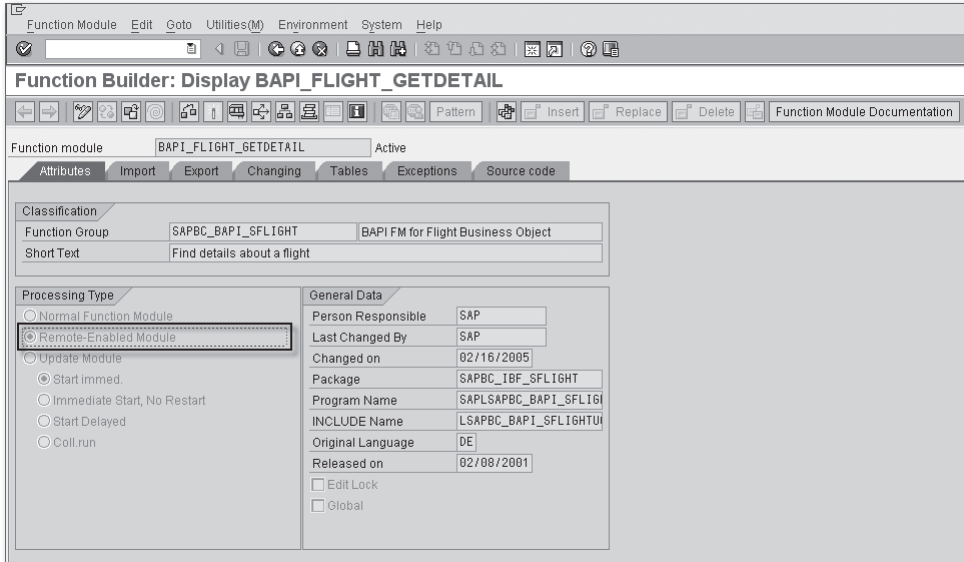 Function Module Edit Goto Utilities(M) Environment System Help
Function Builder: Display BAPI_FLIGHT_GETDETAIL
Pattern Insert Replace Delete Function Module Documentation
Function module BAPI_FLIGHT_GETDETAIL Active
Attributes Import Export Changing Tables Exceptions Source code
Classification
Function Group SAPBC_BAPI_SFLIGHT BAPI FM for Flight Business Object
Short Text Find details about a flight
Processing Type
Normal Function Module
Remote-Enabled Module
Update Module
Start immed.
Immediate Start, No Restart
Start Delayed
Coll.run
General Data
Person Responsible SAP
Last Changed By SAP
Changed on 02/16/2005
Package SAPBC_IBF_SFLIGHT
Program Name SAPLSAPBC_BAPI_SFLIG
INCLUDE Name LSAPBC_BAPI_SFLIGHTU
Original Language DE
Released on 02/08/2001
Edit Lock
Global